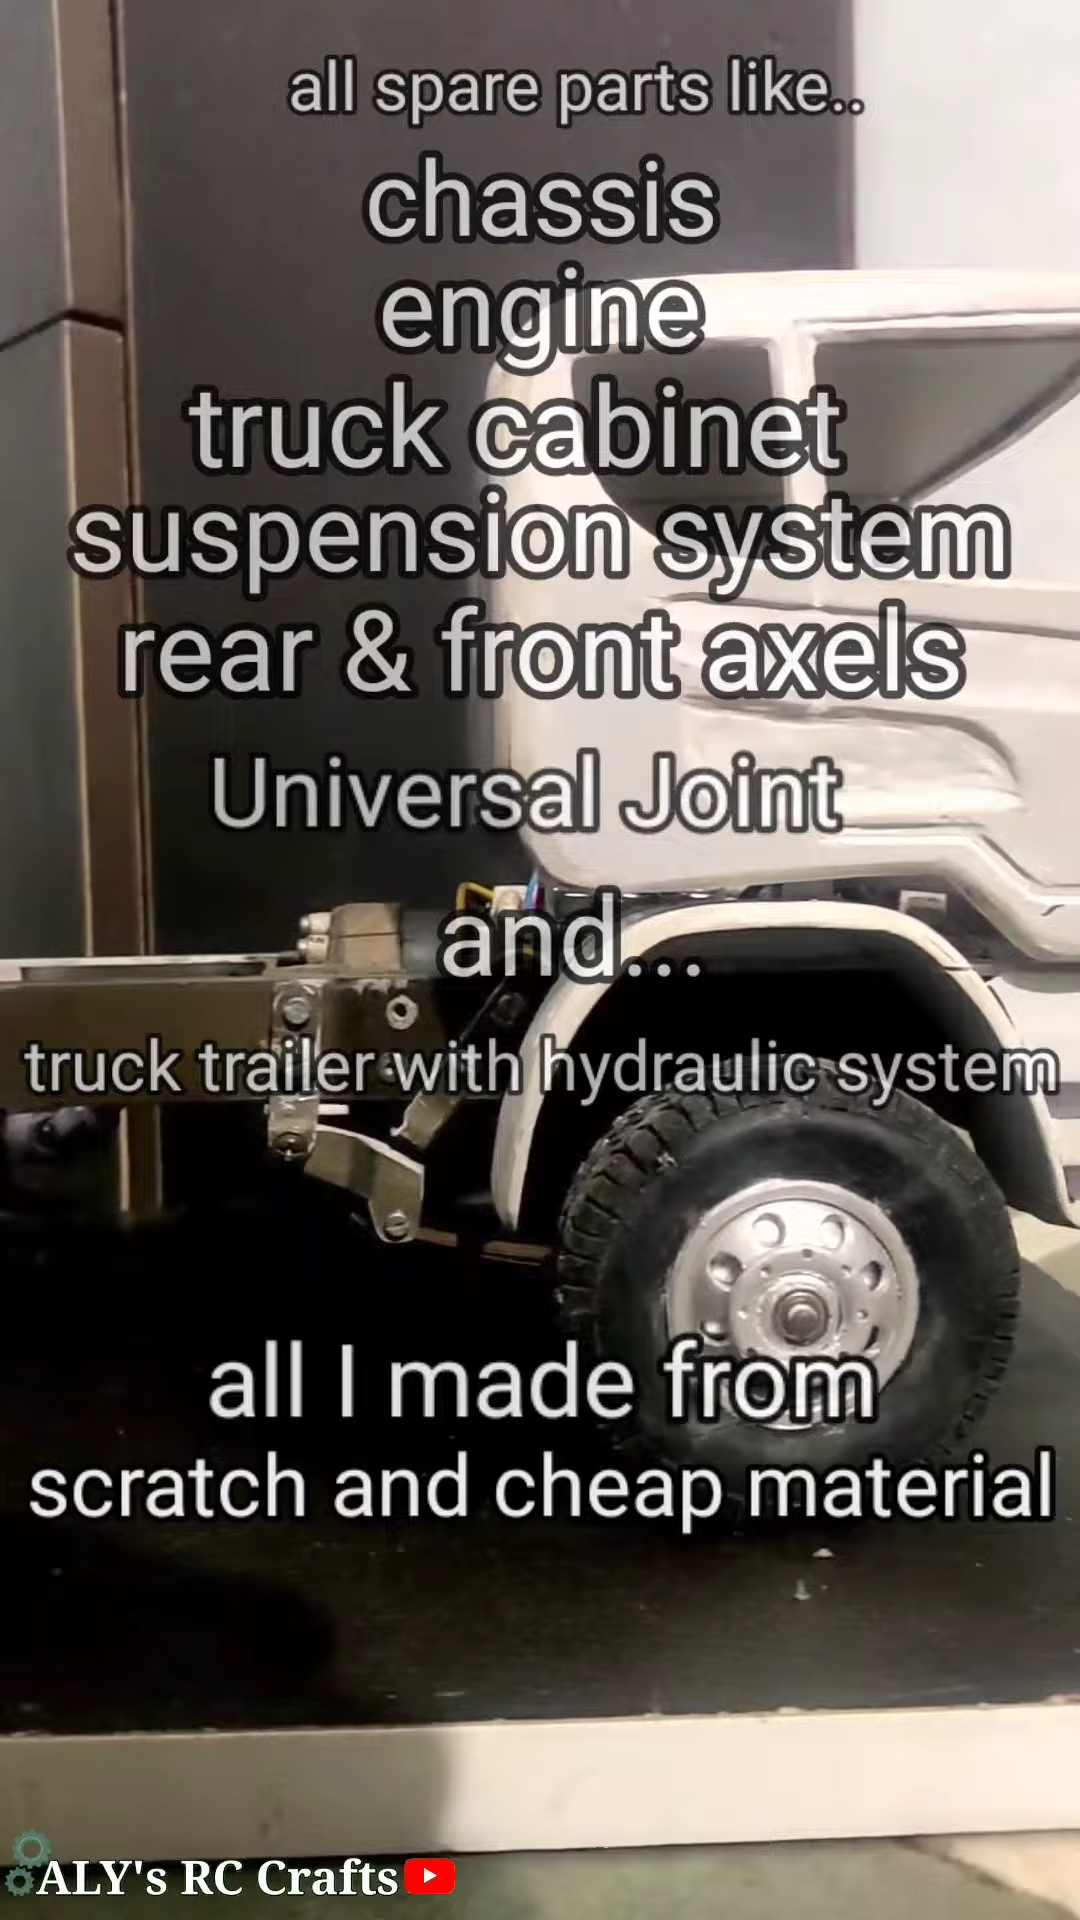 all spare parts like..
chassis
engine
truck cabinet
suspension system
rear & front axels
Universal Joint
and...
truck trailer with hydraulic system
all I made from
scratch and cheap material
ALY's RC Crafts